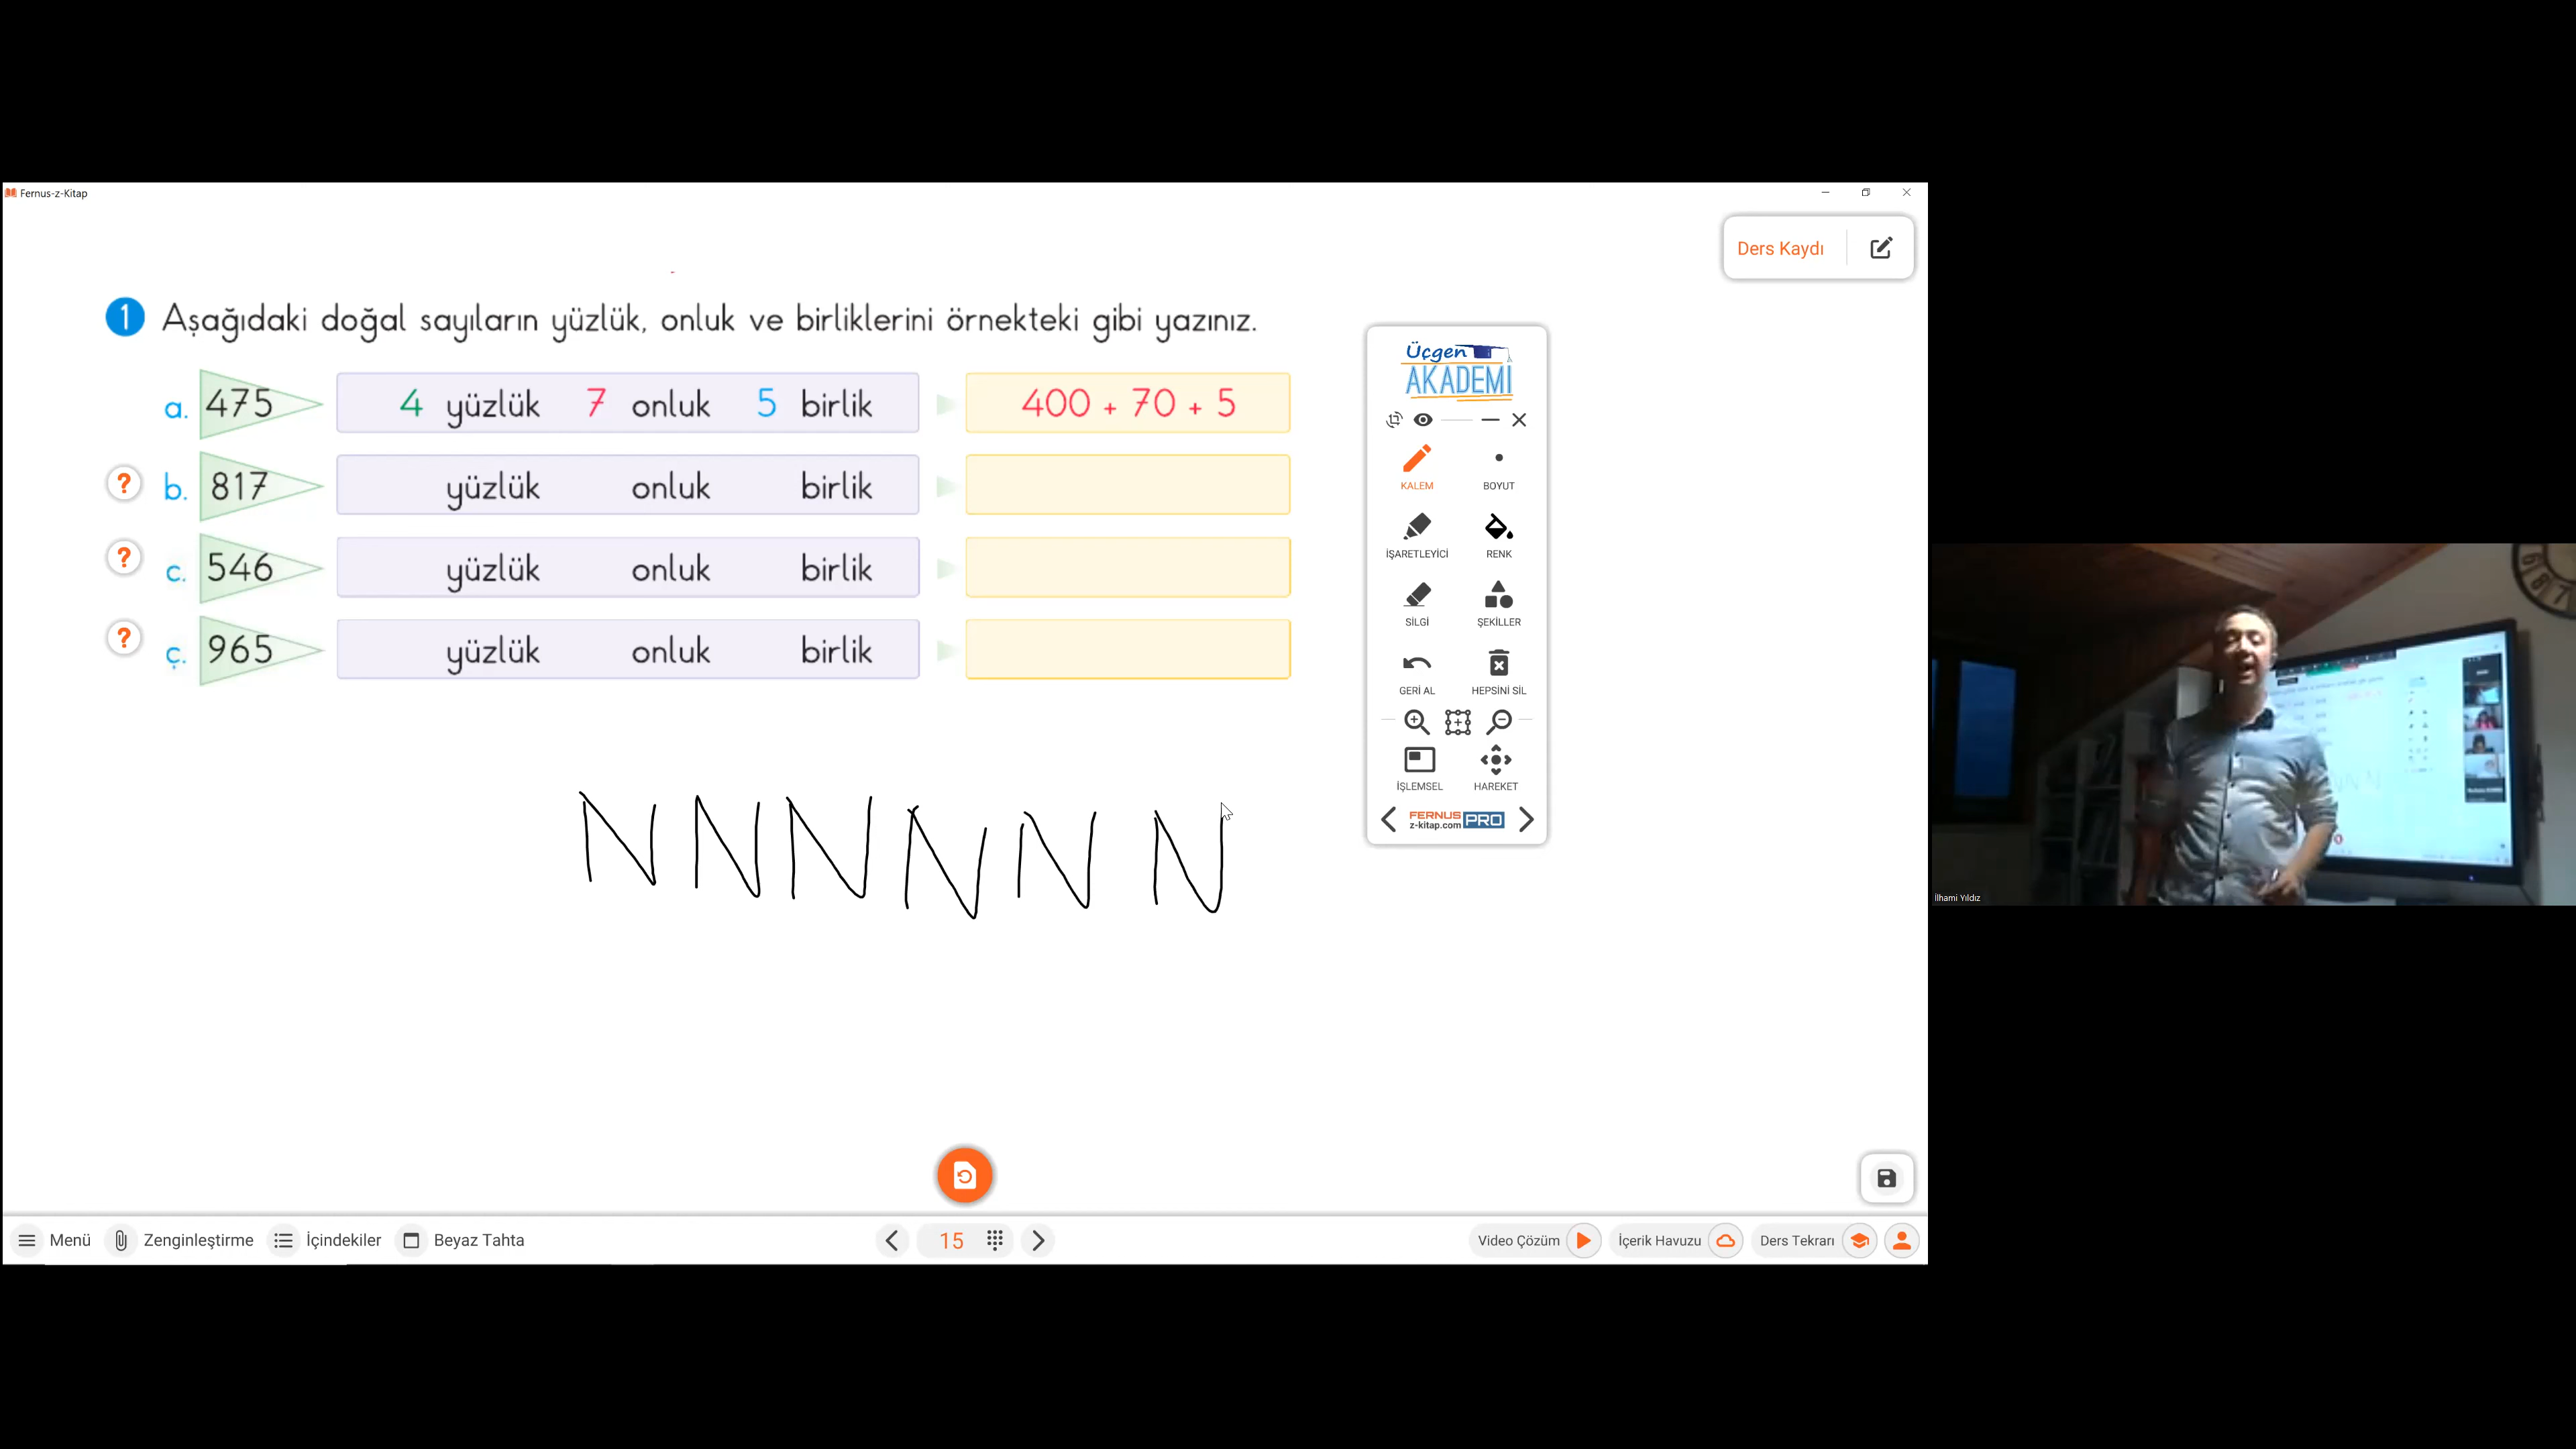 Fernus-z-Kitap
Ders Kaydı
1 Aşağıdaki doğal sayıların yüzlük, onluk ve birliklerini örnekteki gibi yazınız.
a. 475 4 yüzlük 7 onluk 5 birlik 400 + 70 + 5
? b. 817 yüzlük onluk birlik
? c. 546 yüzlük onluk birlik
? ç. 965 yüzlük onluk birlik
N N N N N N
Üçgen
AKADEMİ
KALEM BOYUT
İŞARETLEYİCİ RENK
SİLGİ ŞEKİLLER
GERİ AL HEPSİNİ SİL
İŞLEMSEL HAREKET
FERNUS
z-kitap.com PRO
İlhami Yıldız
Menü Zenginleştirme İçindekiler Beyaz Tahta 15 Video Çözüm İçerik Havuzu Ders Tekrarı